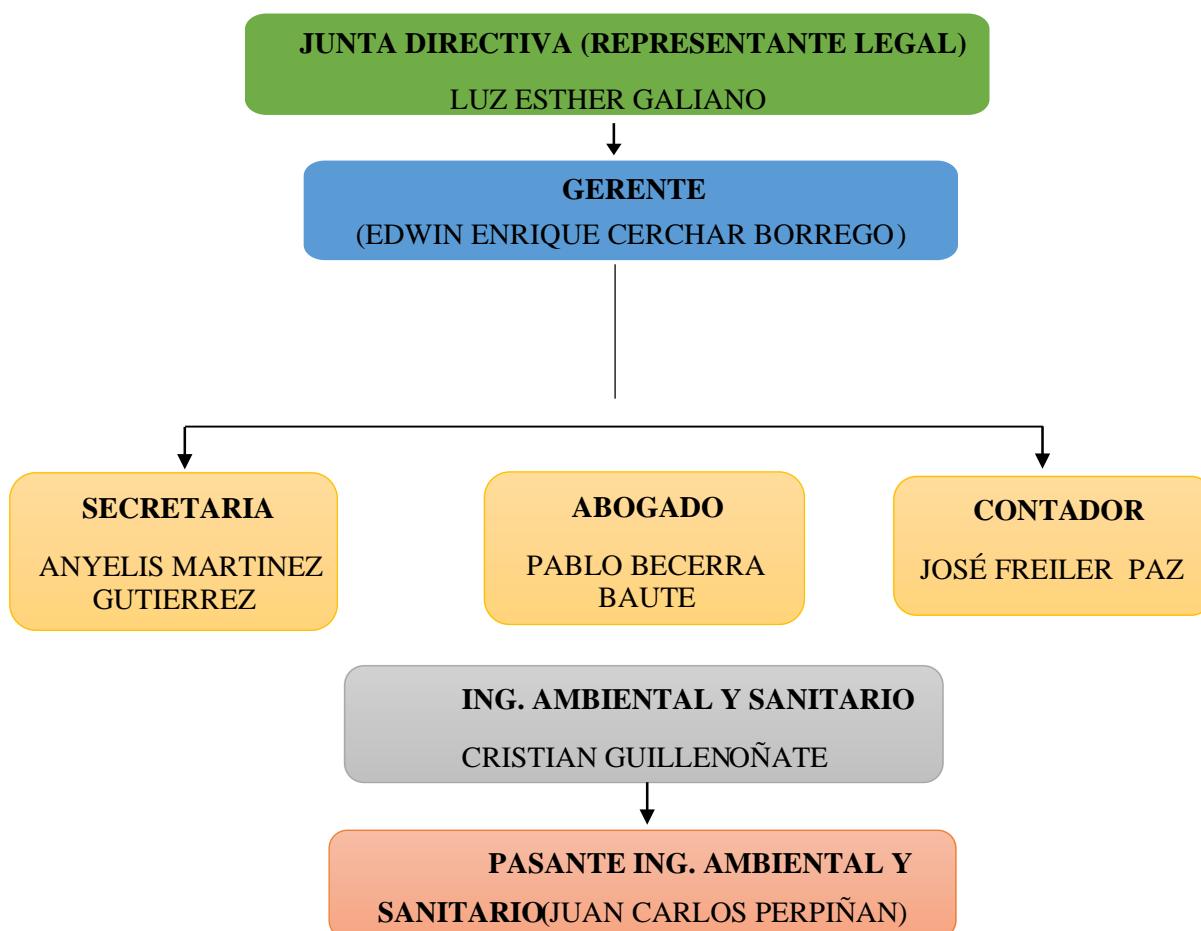 JUNTA DIRECTIVA (REPRESENTANTE LEGAL)
LUZ ESTHER GALIANO
GERENTE
(EDWIN ENRIQUE CERCHAR BORREGO)
SECRETARIA
ANYELIS MARTINEZ
GUTIERREZ
ABOGADO
PABLO BECERRA
BAUTE
CONTADOR
JOSÉ FREILER PAZ
ING. AMBIENTAL Y SANITARIO
CRISTIAN GUILLENOÑATE
PASANTE ING. AMBIENTAL Y
SANITARIO(JUAN CARLOS PERPIÑAN)